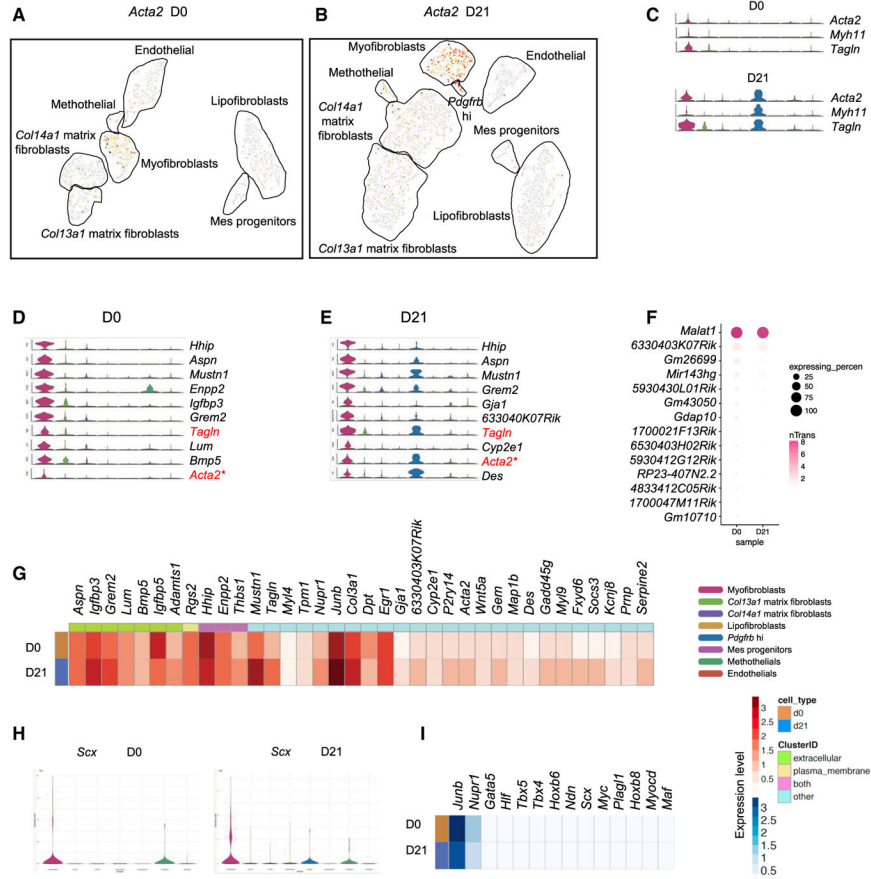 A
Acta2 D0
Endothelial
Methothelial
Lipofibroblasts
Col14a1 matrix
fibroblasts
Myofibroblasts
Mes progenitors
Col13a1 matrix fibroblasts
B
Acta2 D21
Myofibroblasts
Endothelial
Methothelial
Col14a1
matrix
fibroblasts
Pdgfrb
hi
Mes progenitors
Lipofibroblasts
Col13a1 matrix fibroblasts
C
D0
Acta2
Myh11
Tagln
D21
Acta2
Myh11
Tagln
D
D0
Hhip
Aspn
Mustn1
Enpp2
Igfbp3
Grem2
Tagln
Lum
Bmp5
Acta2*
E
D21
Hhip
Aspn
Mustn1
Grem2
Gja1
633040K07Rik
Tagln
Cyp2e1
Acta2*
Des
F
Malat1
6330403K07Rik
Gm26699
Mir143hg
5930430L01Rik
Gm43050
Gdap10
1700021F13Rik
6530403H02Rik
5930412G12Rik
RP23-407N2.2
4833412C05Rik
1700047M11Rik
Gm10710
D0 D21
sample
expressing_percen
25
50
75
100
nTrans
8
6
4
2
G
Aspn Igfbp3 Grem2 Lum Bmp5 Igfbp5 Adamts1 Rgs2 Hhip Enpp2 Thbs1 Mustn1 Tagln Myl4 Tpm1 Nupr1 Junb Col3a1 Dpt Egr1 Gja1 6330403K07Rik Cyp2e1 P2ry14 Acta2 Wnt5a Gem Map1b Des Gadd45g Myl9 Fxyd6 Socs3 Kcnj8 Prnp Serpine2
D0
D21
Myofibroblasts
Col13a1 matrix fibroblasts
Col14a1 matrix fibroblasts
Lipofibroblasts
Pdgfrb hi
Mes progenitors
Methothelials
Endothelials
H
Scx D0
Scx D21
I
Junb Nupr1 Gata5 Hlf Tbx5 Tbx4 Hoxb6 Ndn Scx Myc Plagl1 Hoxb8 Myocd Maf
D0
D21
Expression level
3
2.5
2
1.5
1
0.5
3
2.5
2
1.5
1
0.5
cell_type
d0
d21
ClusterID
extracellular
plasma_membrane
both
other